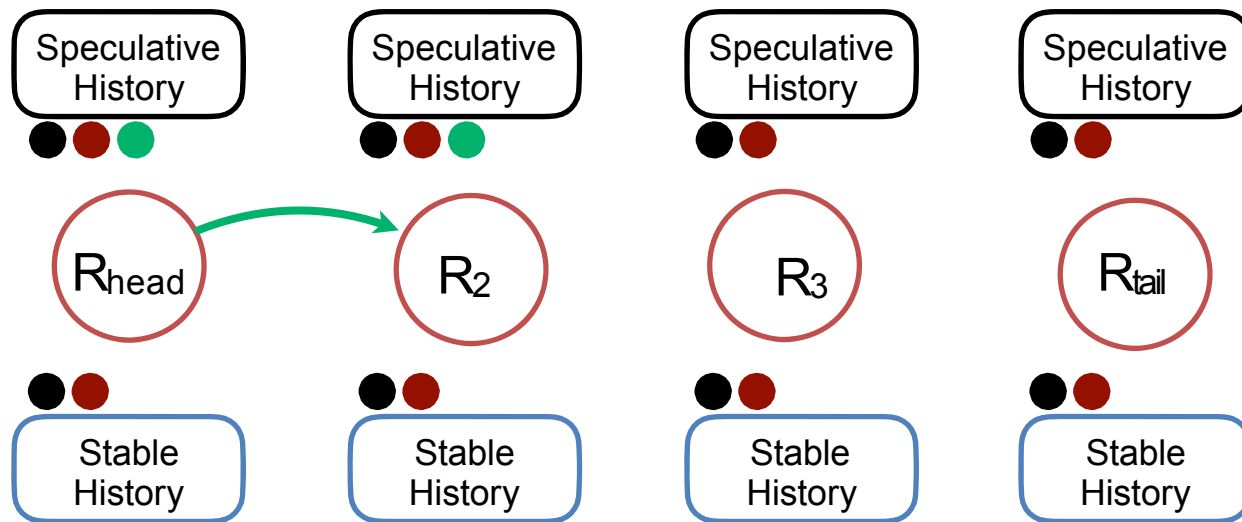 Speculative
History
Speculative
History
Speculative
History
Speculative
History
Rhead
R2
R3
Rtail
Stable
History
Stable
History
Stable
History
Stable
History